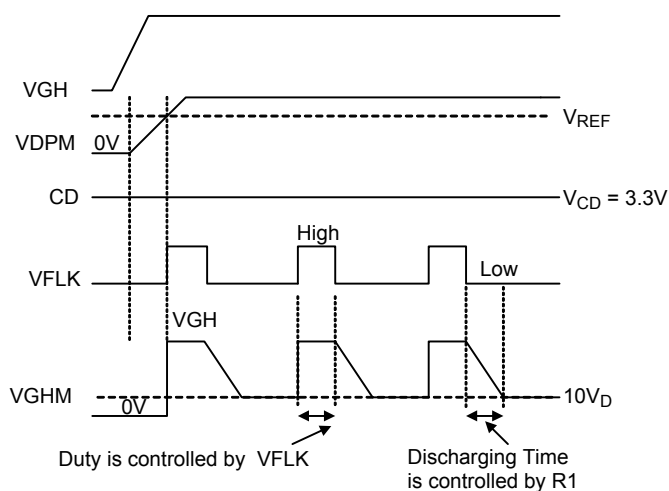 VGH
VREF
VDPM 0V
CD
VCD = 3.3V
High
VFLK
Low
VGH
VGHM
0V
10VD
Duty is controlled by VFLK
Discharging Time
is controlled by R1